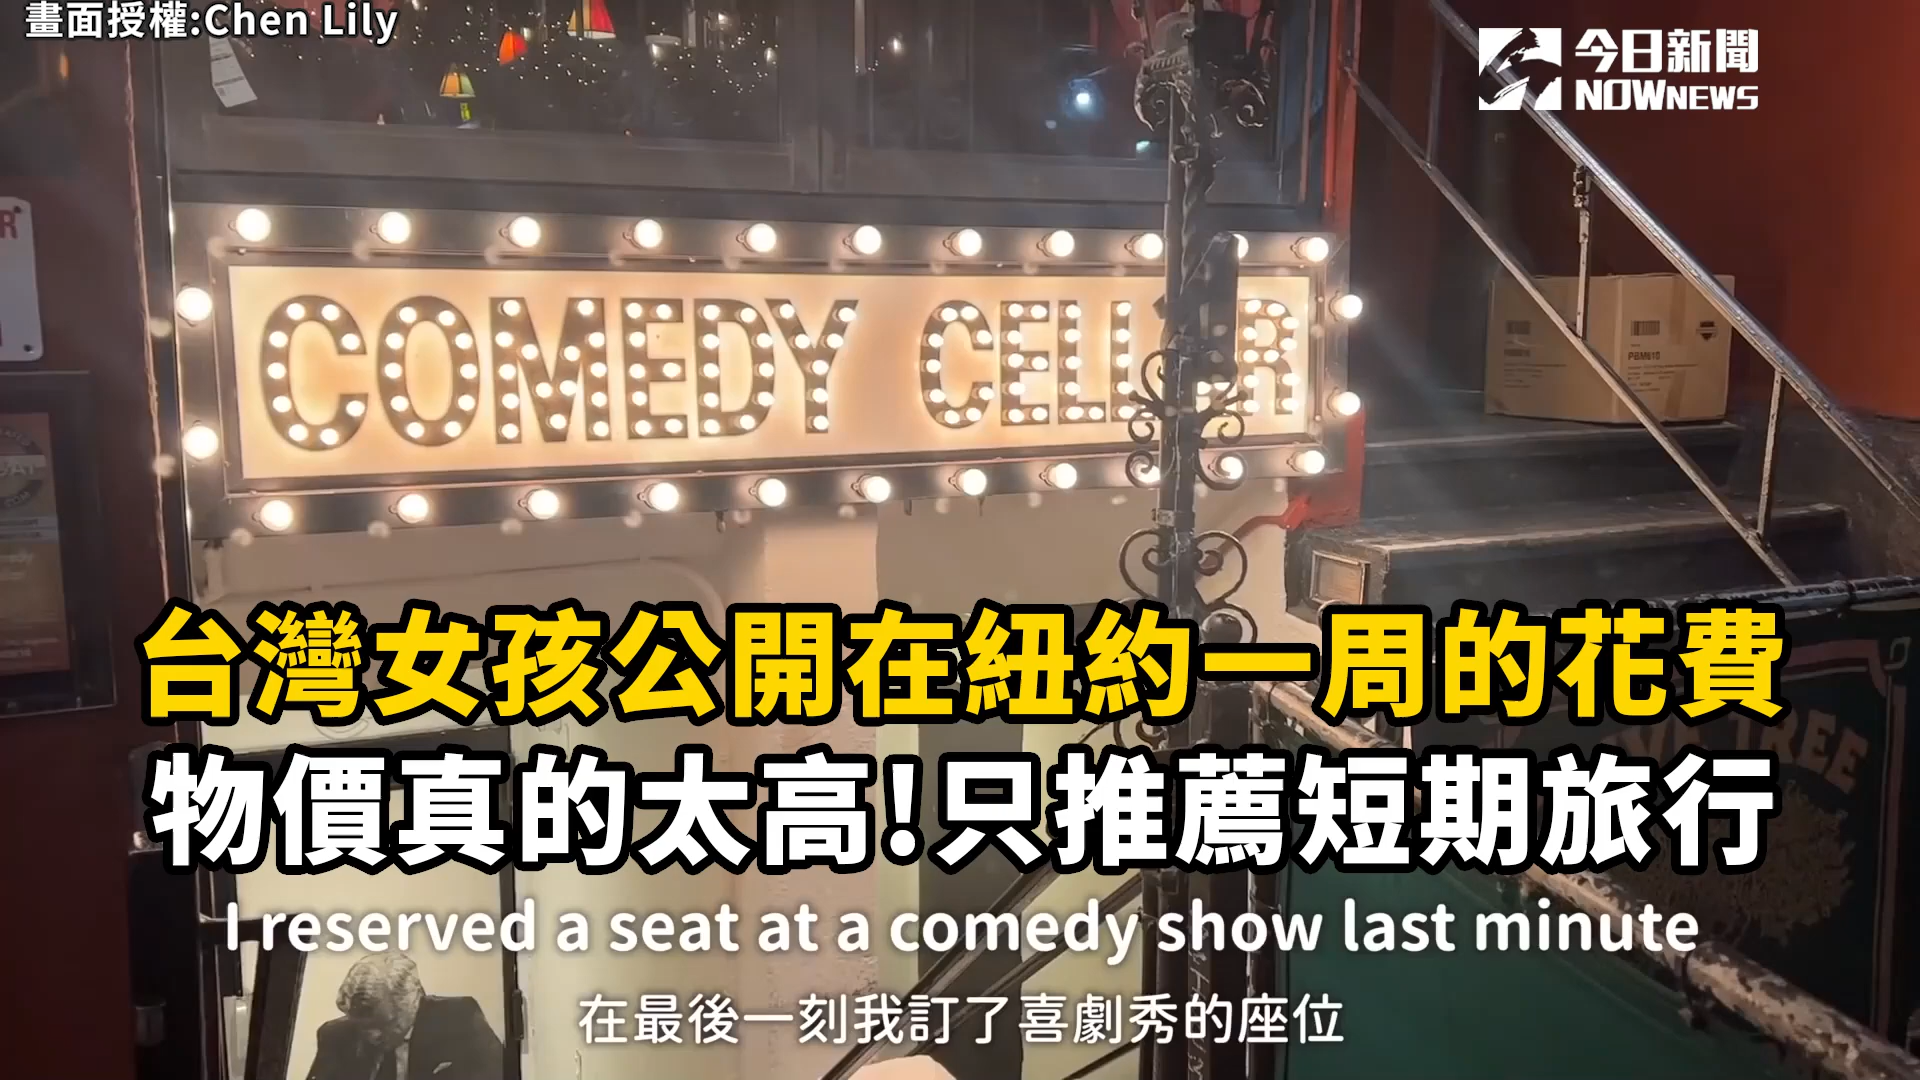 畫面授權:Chen Lily
今日新聞
NOWNEWS
R
COMEDY CELLAR
PBM610
TREE
台灣女孩公開在紐約一周的花費
物價真的太高!只推薦短期旅行
I reserved a seat at a comedy show last minute
在最後一刻我訂了喜劇秀的座位